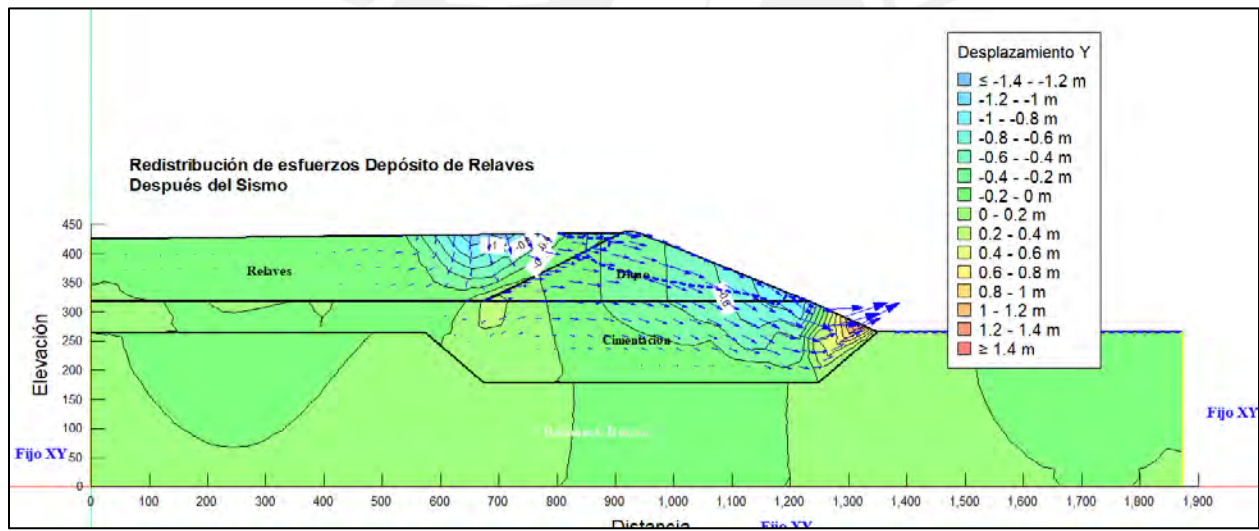 Desplazamiento Y
≤ -1.4 - -1.2 m
-1.2 - -1 m
-1 - -0.8 m
-0.8 - -0.6 m
-0.6 - -0.4 m
-0.4 - -0.2 m
-0.2 - 0 m
0 - 0.2 m
0.2 - 0.4 m
0.4 - 0.6 m
0.6 - 0.8 m
0.8 - 1 m
1 - 1.2 m
1.2 - 1.4 m
≥ 1.4 m
Redistribución de esfuerzos Depósito de Relaves
Después del Sismo
Elevación
450
400
350
300
250
200
150
100
50
0
Relaves
Dique
Cimentación
-0.6
Fijo XY
Fijo XY
0 100 200 300 400 500 600 700 800 900 1,000 1,100 1,200 1,300 1,400 1,500 1,600 1,700 1,800 1,900
Distancia
Fijo XY